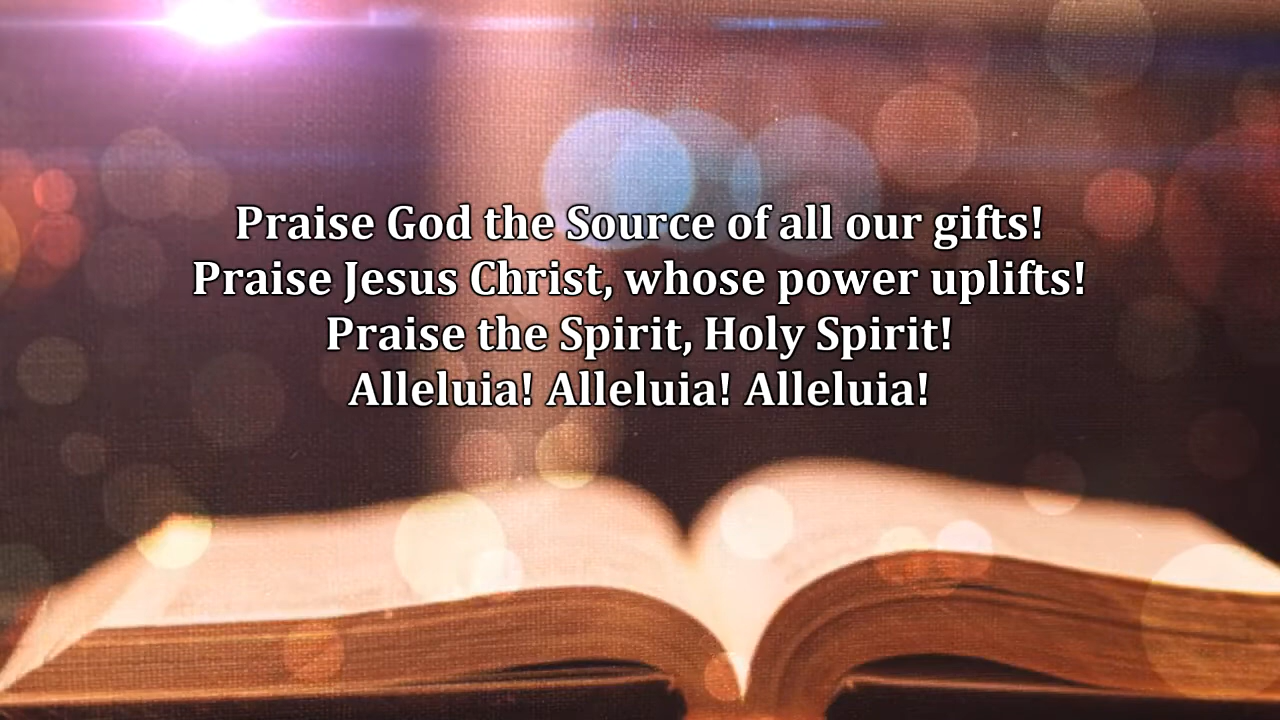 Praise God the Source of all our gifts!
Praise Jesus Christ, whose power uplifts!
Praise the Spirit, Holy Spirit!
Alleluia! Alleluia! Alleluia!